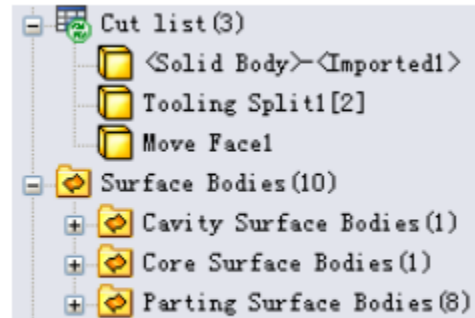 Cut list(3)
<Solid Body>-<Imported1>
Tooling Split1[2]
Move Face1
Surface Bodies(10)
Cavity Surface Bodies(1)
Core Surface Bodies(1)
Parting Surface Bodies(8)